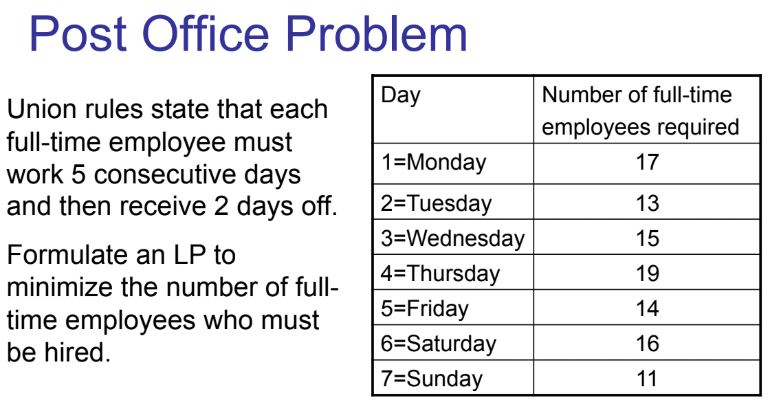 Post Office Problem
Union rules state that each
full-time employee must
work 5 consecutive days
and then receive 2 days off.
Formulate an LP to
minimize the number of full-
time employees who must
be hired.
Day Number of full-time
employees required
1=Monday 17
2=Tuesday 13
3=Wednesday 15
4=Thursday 19
5=Friday 14
6=Saturday 16
7=Sunday 11